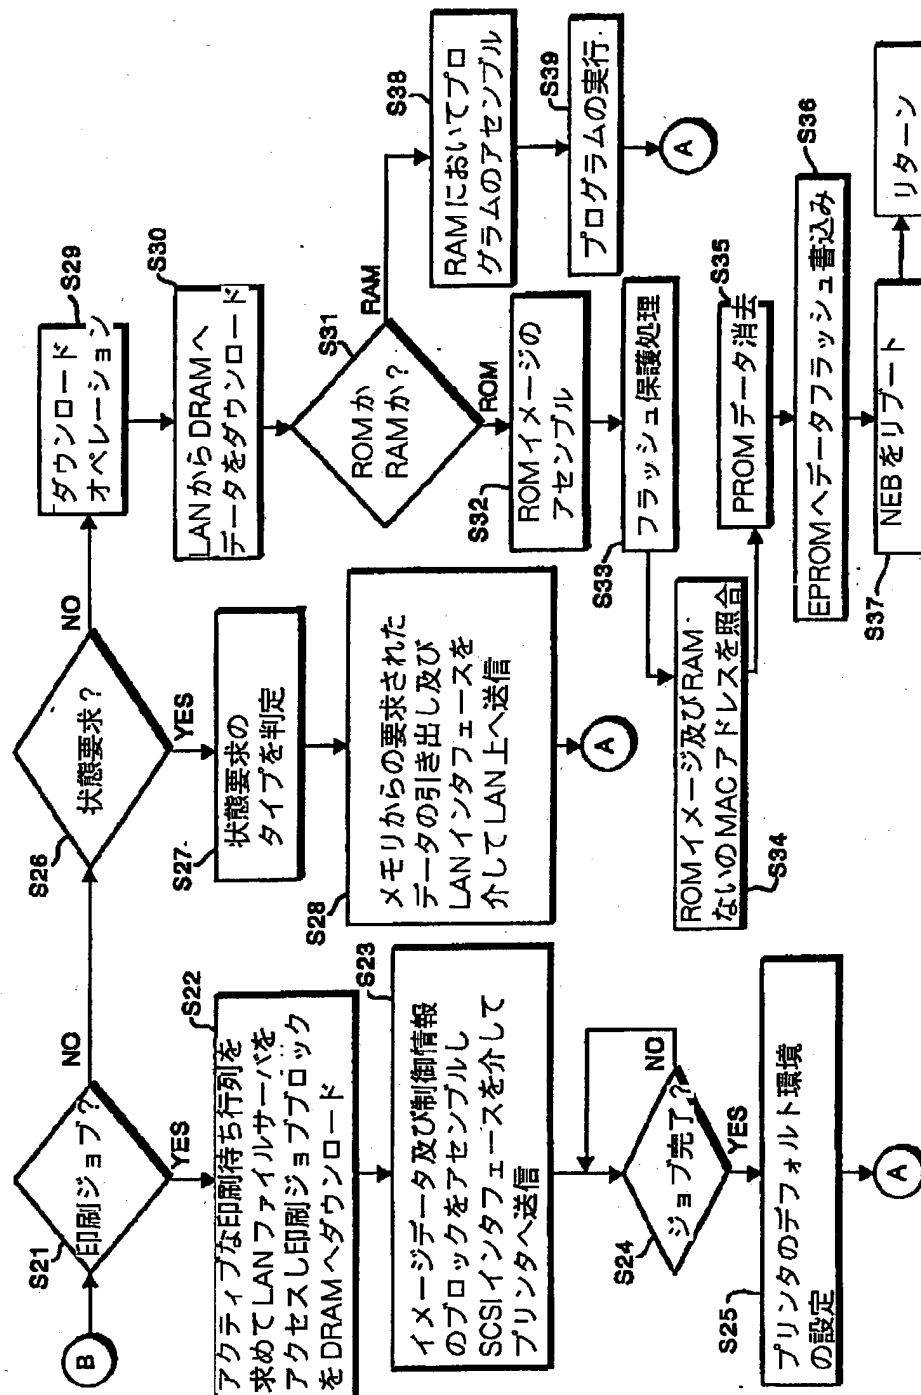 B
S21
印刷ジョブ?
NO
YES
S22
アクティブな印刷待ち行列を
求めてLANファイルサーバを
アクセスし印刷ジョブブロック
をDRAMへダウンロード
S23
イメージデータ及び制御情報
のブロックをアセンブルし
SCSIインタフェースを介して
プリンタへ送信
S24
ジョブ完了?
NO
YES
S25
プリンタのデフォルト環境
の設定
A
S26
状態要求?
NO
YES
S27
状態要求の
タイプを判定
S28
メモリからの要求された
データの引き出し及び
LANインタフェースを
介してLAN上へ送信
A
S29
ダウンロード
オペレーション
S30
LANからDRAMへ
データをダウンロード
S31
ROMか
RAMか?
RAM
ROM
S32
ROMイメージの
アセンブル
S33
フラッシュ保護処理
S34
ROMイメージ及びRAM
ないのMACアドレスを照合
S35
PROMデータ消去
S36
EPROMへデータフラッシュ書込み
S37
NEBをリブート
リターン
S38
RAMにおいてプロ
グラムのアセンブル
S39
プログラムの実行
A